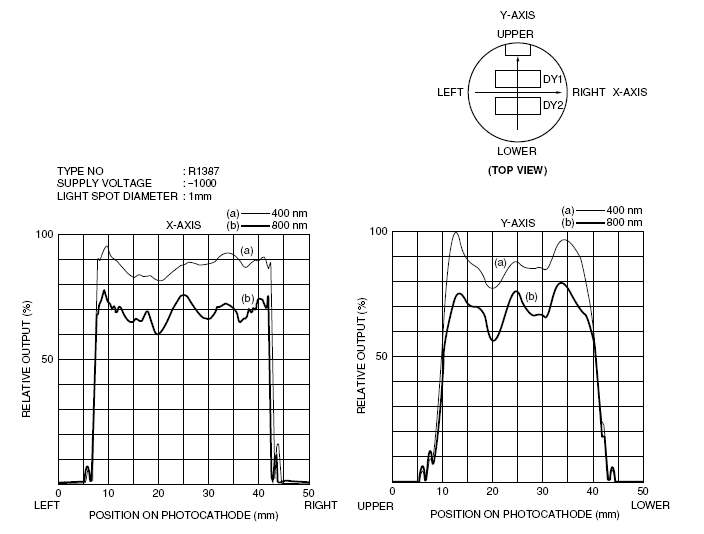 Y-AXIS
UPPER
DY1
LEFT
RIGHT X-AXIS
DY2
LOWER
(TOP VIEW)
TYPE NO : R1387
SUPPLY VOLTAGE : –1000
LIGHT SPOT DIAMETER : 1mm
X-AXIS
(a) 400 nm
(b) 800 nm
100
50
(a)
(b)
RELATIVE OUTPUT (%)
0 10 20 30 40 50
LEFT
RIGHT
POSITION ON PHOTOCATHODE (mm)
Y-AXIS
(a) 400 nm
(b) 800 nm
100
50
(a)
(b)
RELATIVE OUTPUT (%)
0 10 20 30 40 50
UPPER
LOWER
POSITION ON PHOTOCATHODE (mm)